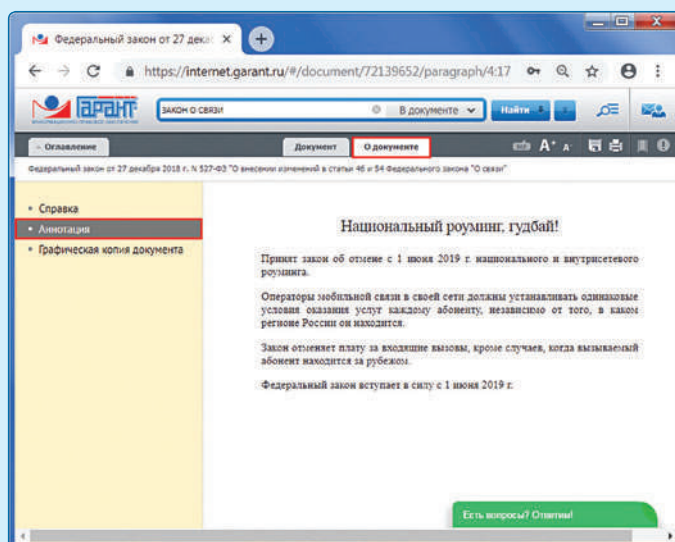 Федеральный закон от 27 дека
https://internet.garant.ru/#/document/72139652/paragraph/4:17
ГАРАНТ
ЗАКОН О СВЯЗИ
В документе
Найти
Оглавление
Документ
О документе
А+ А-
Федеральный закон от 27 декабря 2018 г. N 527-ФЗ "О внесении изменений в статьи 46 и 54 Федерального закона "О связи"
• Справка
• Аннотация
• Графическая копия документа
Национальный роуминг, гудбай!
Принят закон об отмене с 1 июня 2019 г. национального и внутрисетевого
роуминга.
Операторы мобильной связи в своей сети должны устанавливать одинаковые
условия оказания услуг каждому абоненту, независимо от того, в каком
регионе России он находится.
Закон отменяет плату за входящие вызовы, кроме случаев, когда вызываемый
абонент находится за рубежом.
Федеральный закон вступает в силу с 1 июня 2019 г.
Есть вопросы? Ответим!